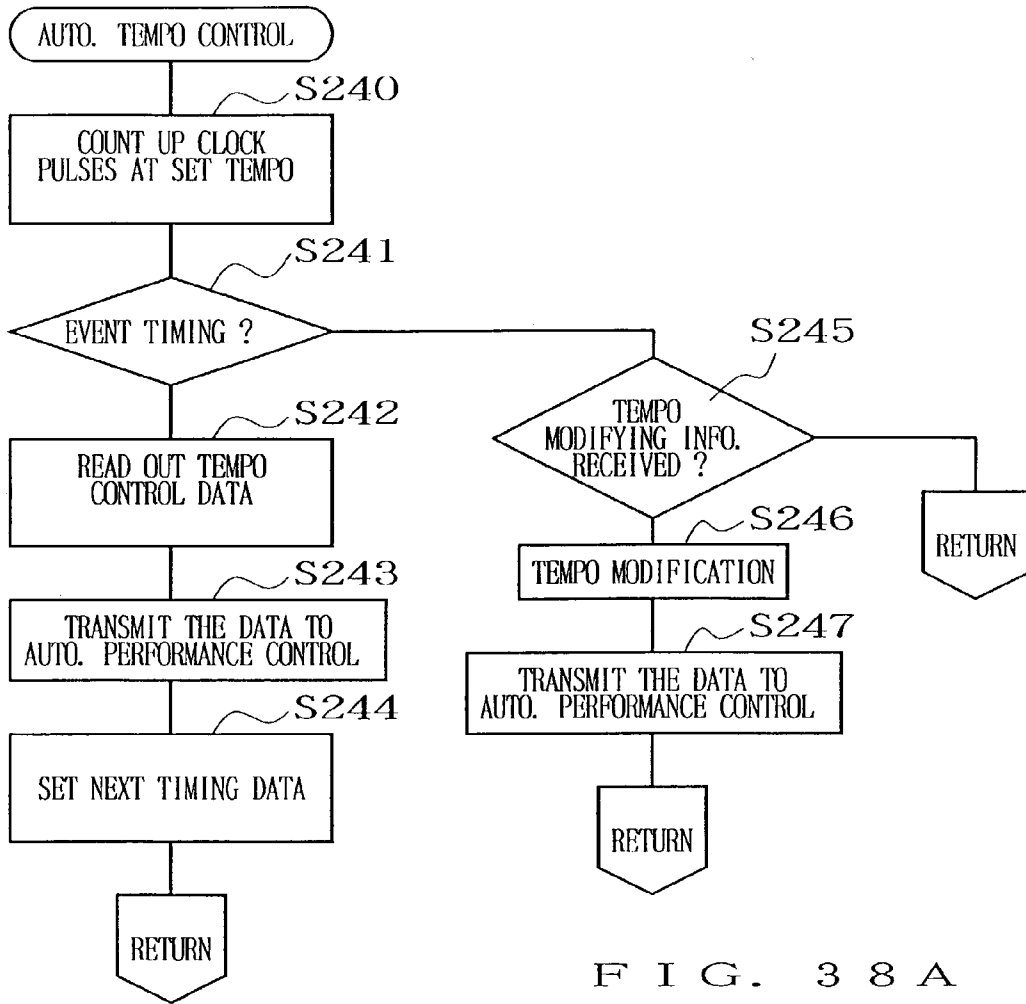 AUTO. TEMPO CONTROL
S240
COUNT UP CLOCK
PULSES AT SET TEMPO
S241
EVENT TIMING ?
S242
READ OUT TEMPO
CONTROL DATA
S243
TRANSMIT THE DATA TO
AUTO. PERFORMANCE CONTROL
S244
SET NEXT TIMING DATA
RETURN
S245
TEMPO
MODIFYING INFO.
RECEIVED ?
RETURN
S246
TEMPO MODIFICATION
S247
TRANSMIT THE DATA TO
AUTO. PERFORMANCE CONTROL
RETURN
FIG. 38A